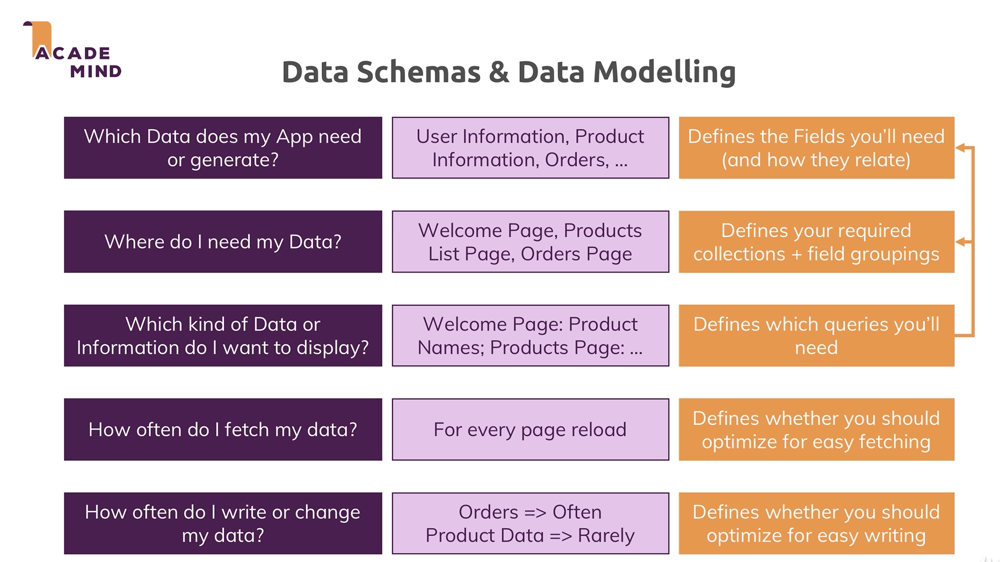 ACADE
MIND
Data Schemas & Data Modelling
Which Data does my App need
or generate?
User Information, Product
Information, Orders, ...
Defines the Fields you'll need
(and how they relate)
Where do I need my Data?
Welcome Page, Products
List Page, Orders Page
Defines your required
collections + field groupings
Which kind of Data or
Information do I want to display?
Welcome Page: Product
Names; Products Page: ...
Defines which queries you'll
need
How often do I fetch my data?
For every page reload
Defines whether you should
optimize for easy fetching
How often do I write or change
my data?
Orders => Often
Product Data => Rarely
Defines whether you should
optimize for easy writing